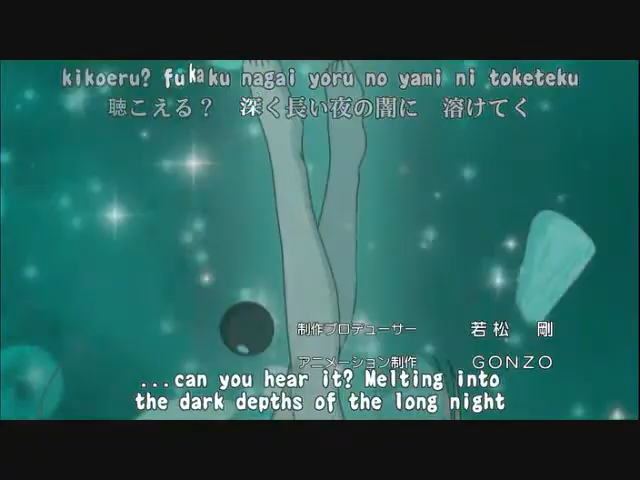 kikoeru? fukaku nagai yoru no yami ni toketeku
聴こえる？　深く長い夜の闇に　溶けてく
制作プロデューサー　若松　剛
アニメーション制作　ＧＯＮＺＯ
...can you hear it? Melting into
the dark depths of the long night